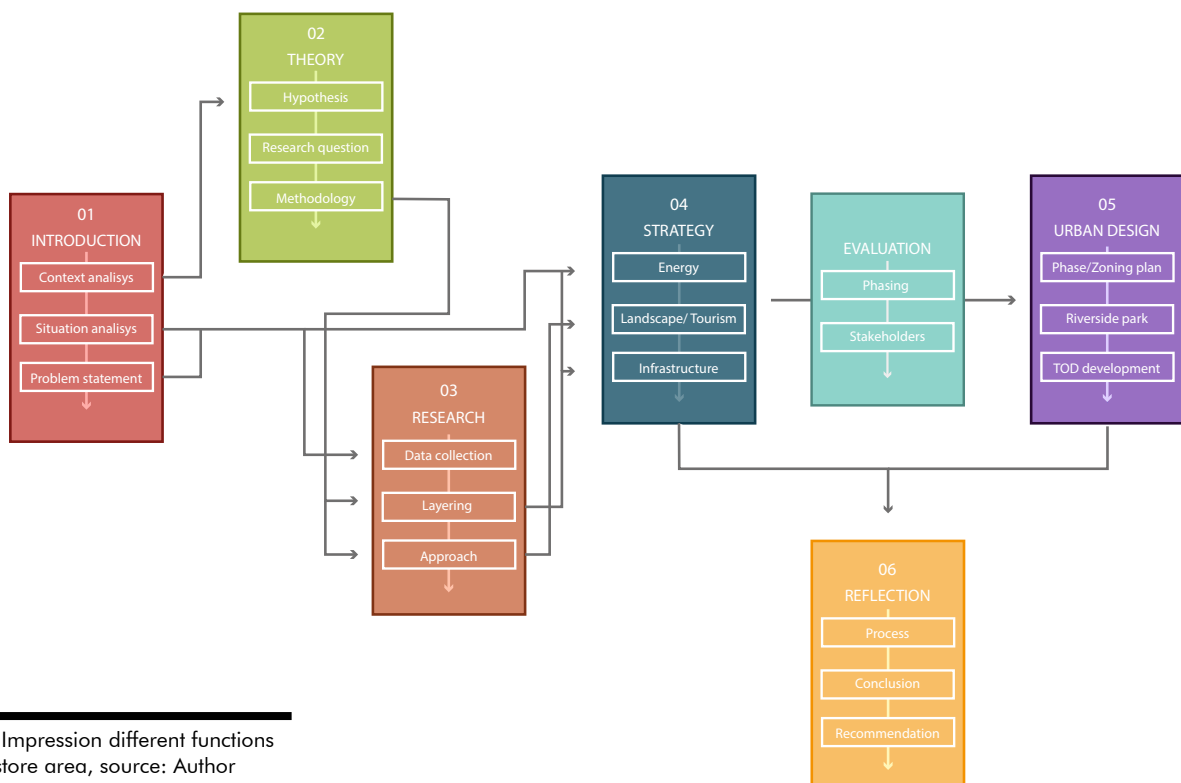 01
INTRODUCTION
Context analisys
Situation analisys
Problem statement
02
THEORY
Hypothesis
Research question
Methodology
03
RESEARCH
Data collection
Layering
Approach
04
STRATEGY
Energy
Landscape/ Tourism
Infrastructure
EVALUATION
Phasing
Stakeholders
05
URBAN DESIGN
Phase/Zoning plan
Riverside park
TOD development
06
REFLECTION
Process
Conclusion
Recommendation
Impression different functions
store area, source: Author